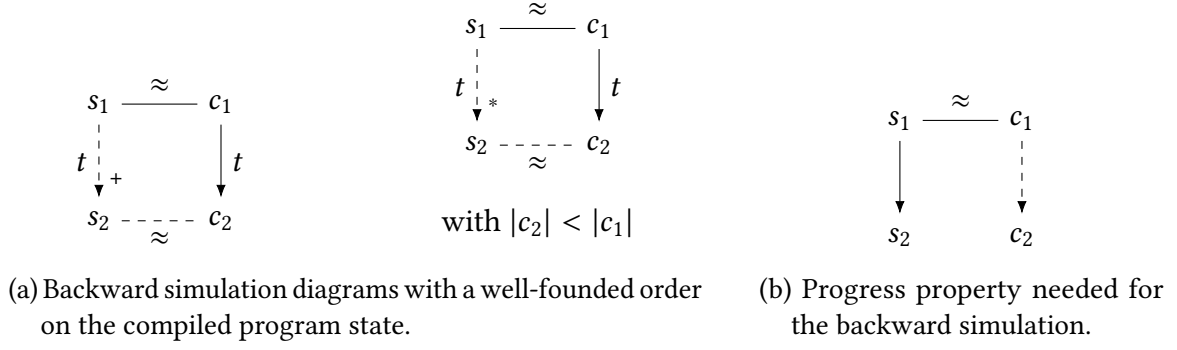 s₁ ≈ c₁
t t
+
s₂ ≈ c₂
s₁ ≈ c₁
t t
*
s₂ ≈ c₂
with |c₂| < |c₁|
s₁ ≈ c₁
s₂ c₂
(a) Backward simulation diagrams with a well-founded order
on the compiled program state.
(b) Progress property needed for
the backward simulation.